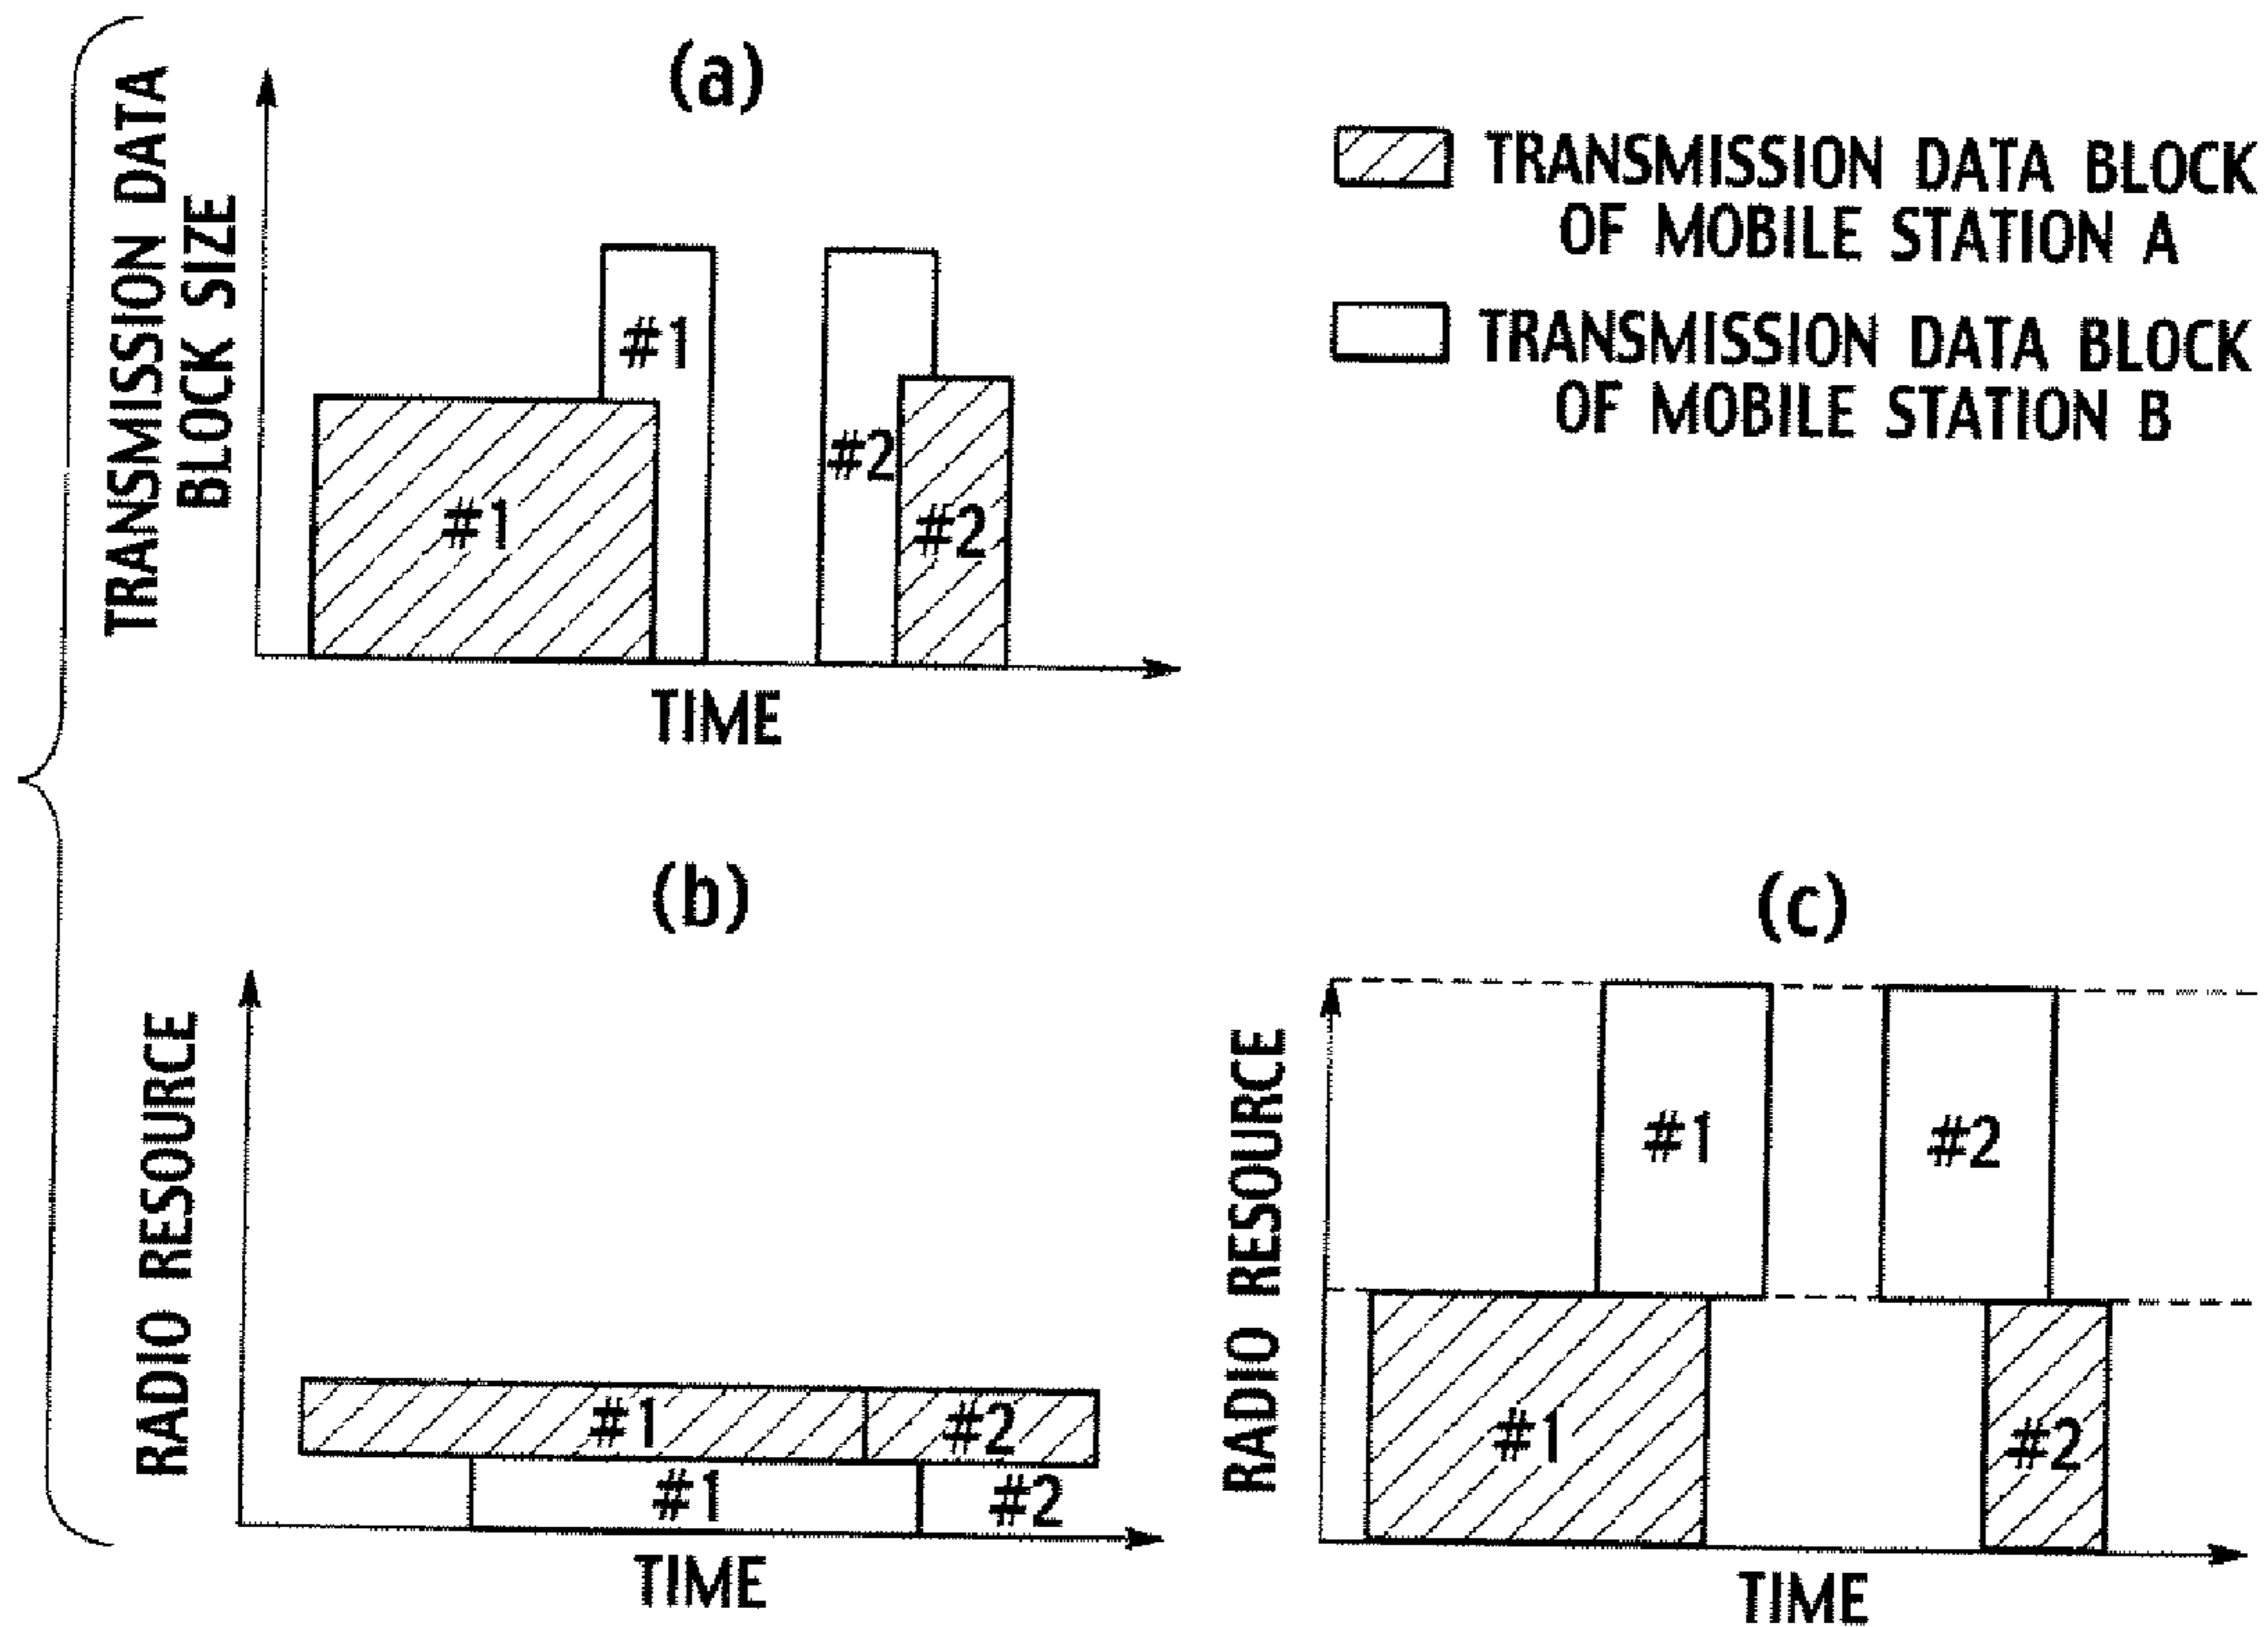 (a)
TRANSMISSION DATA
BLOCK SIZE
#1
#1
#2
#2
TIME
TRANSMISSION DATA BLOCK
OF MOBILE STATION A
TRANSMISSION DATA BLOCK
OF MOBILE STATION B
(b)
RADIO RESOURCE
#1
#2
#1
#2
TIME
(c)
RADIO RESOURCE
#1
#2
#1
#2
TIME